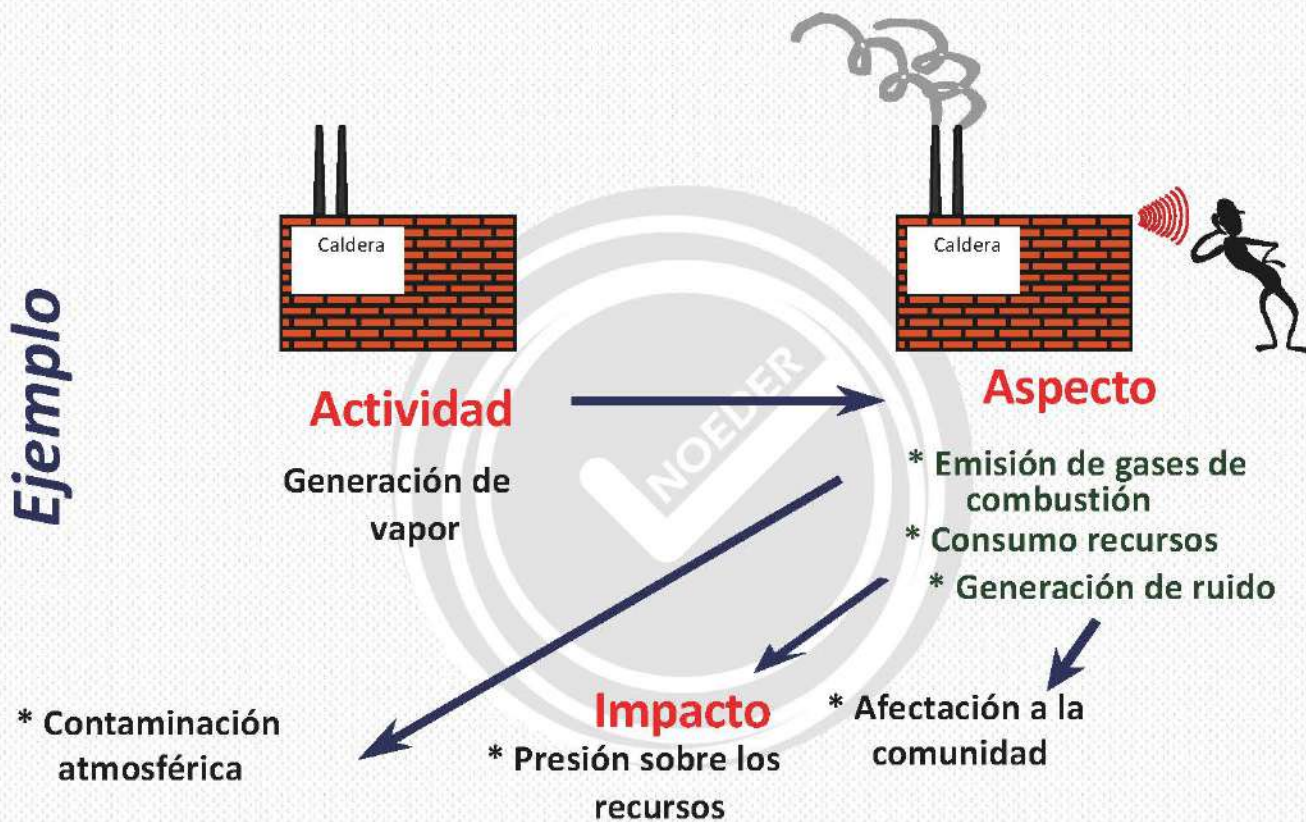 Ejemplo
Caldera
Caldera
Actividad
Generación de
vapor
Aspecto
* Emisión de gases de
combustión
* Consumo recursos
* Generación de ruido
NOEDER
* Contaminación
atmosférica
Impacto
* Presión sobre los
recursos
* Afectación a la
comunidad